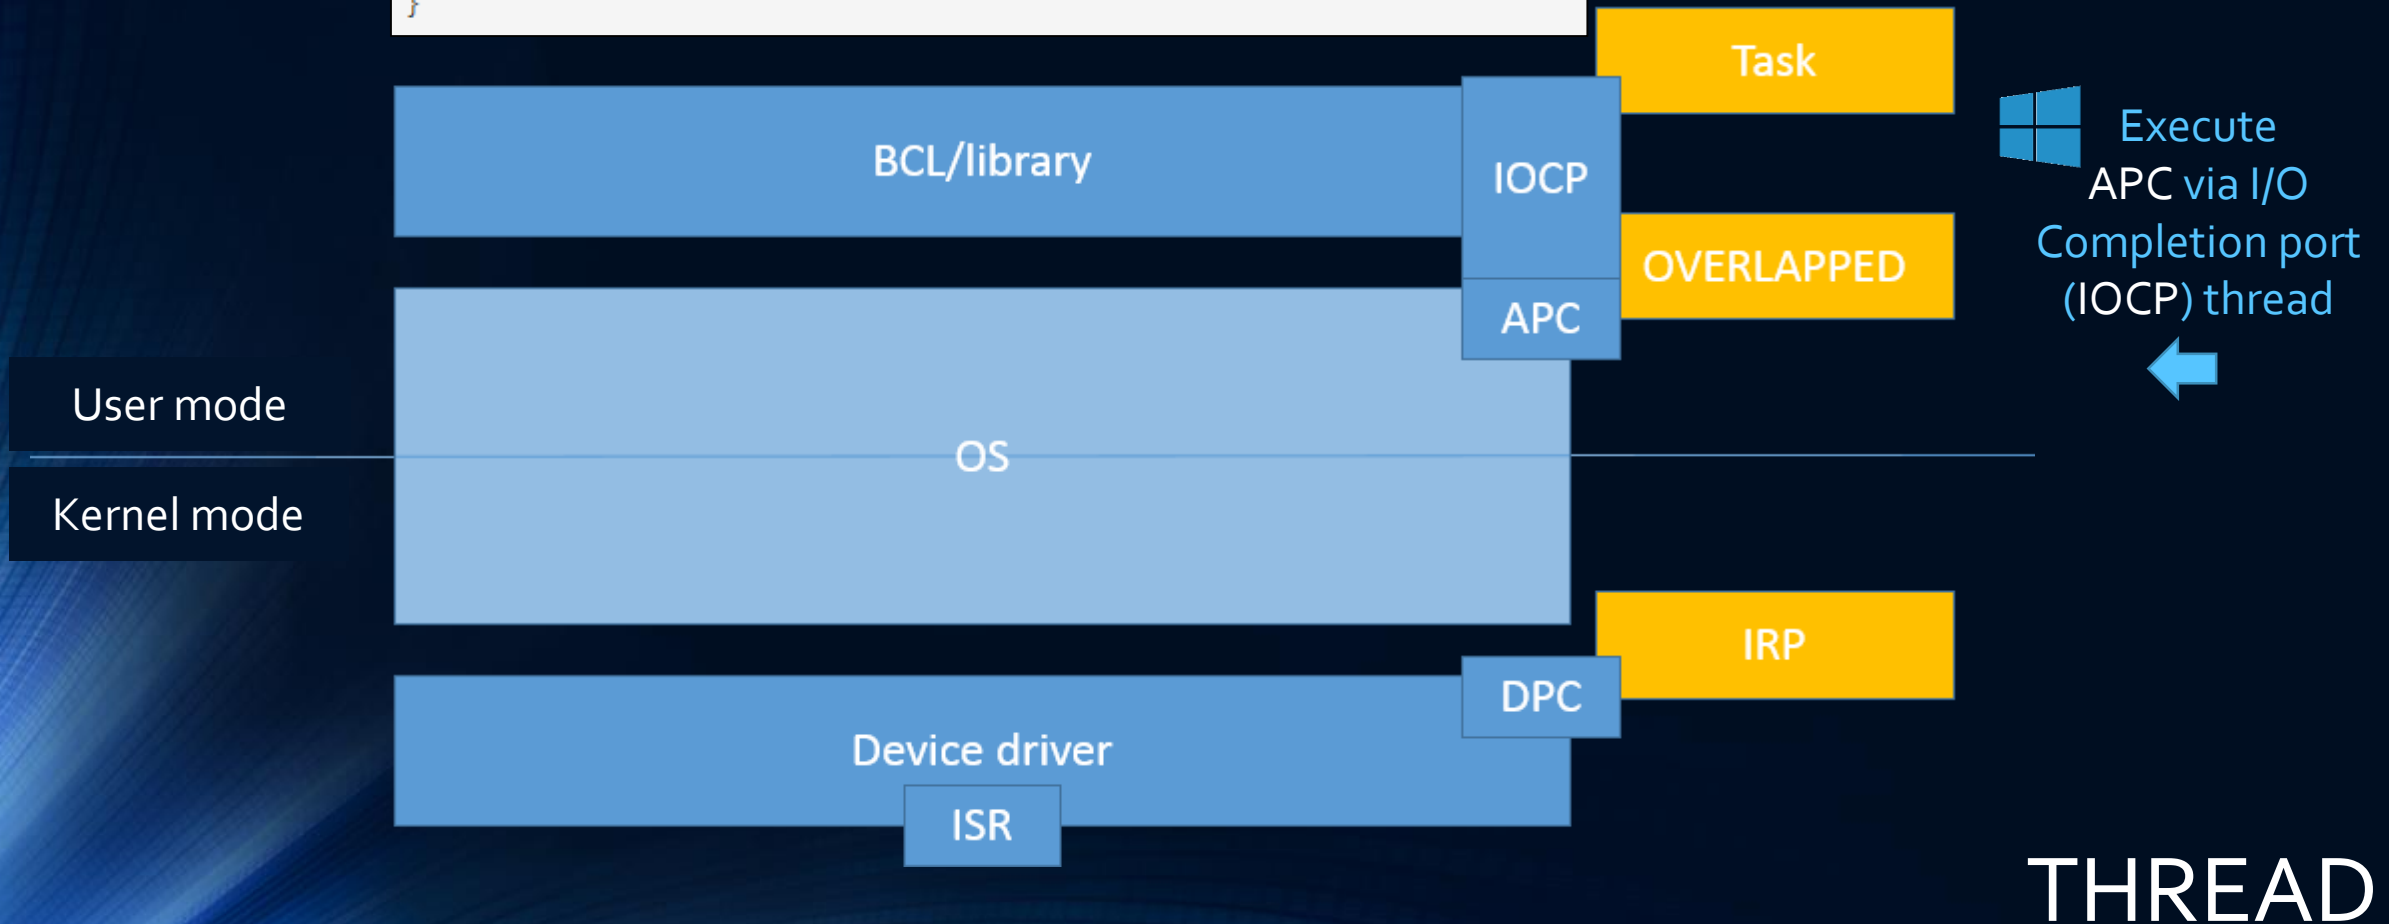 }
Task
BCL/library
IOCP
Execute
APC via I/O
Completion port
(IOCP) thread
OVERLAPPED
APC
User mode
OS
Kernel mode
IRP
DPC
Device driver
ISR
THREAD